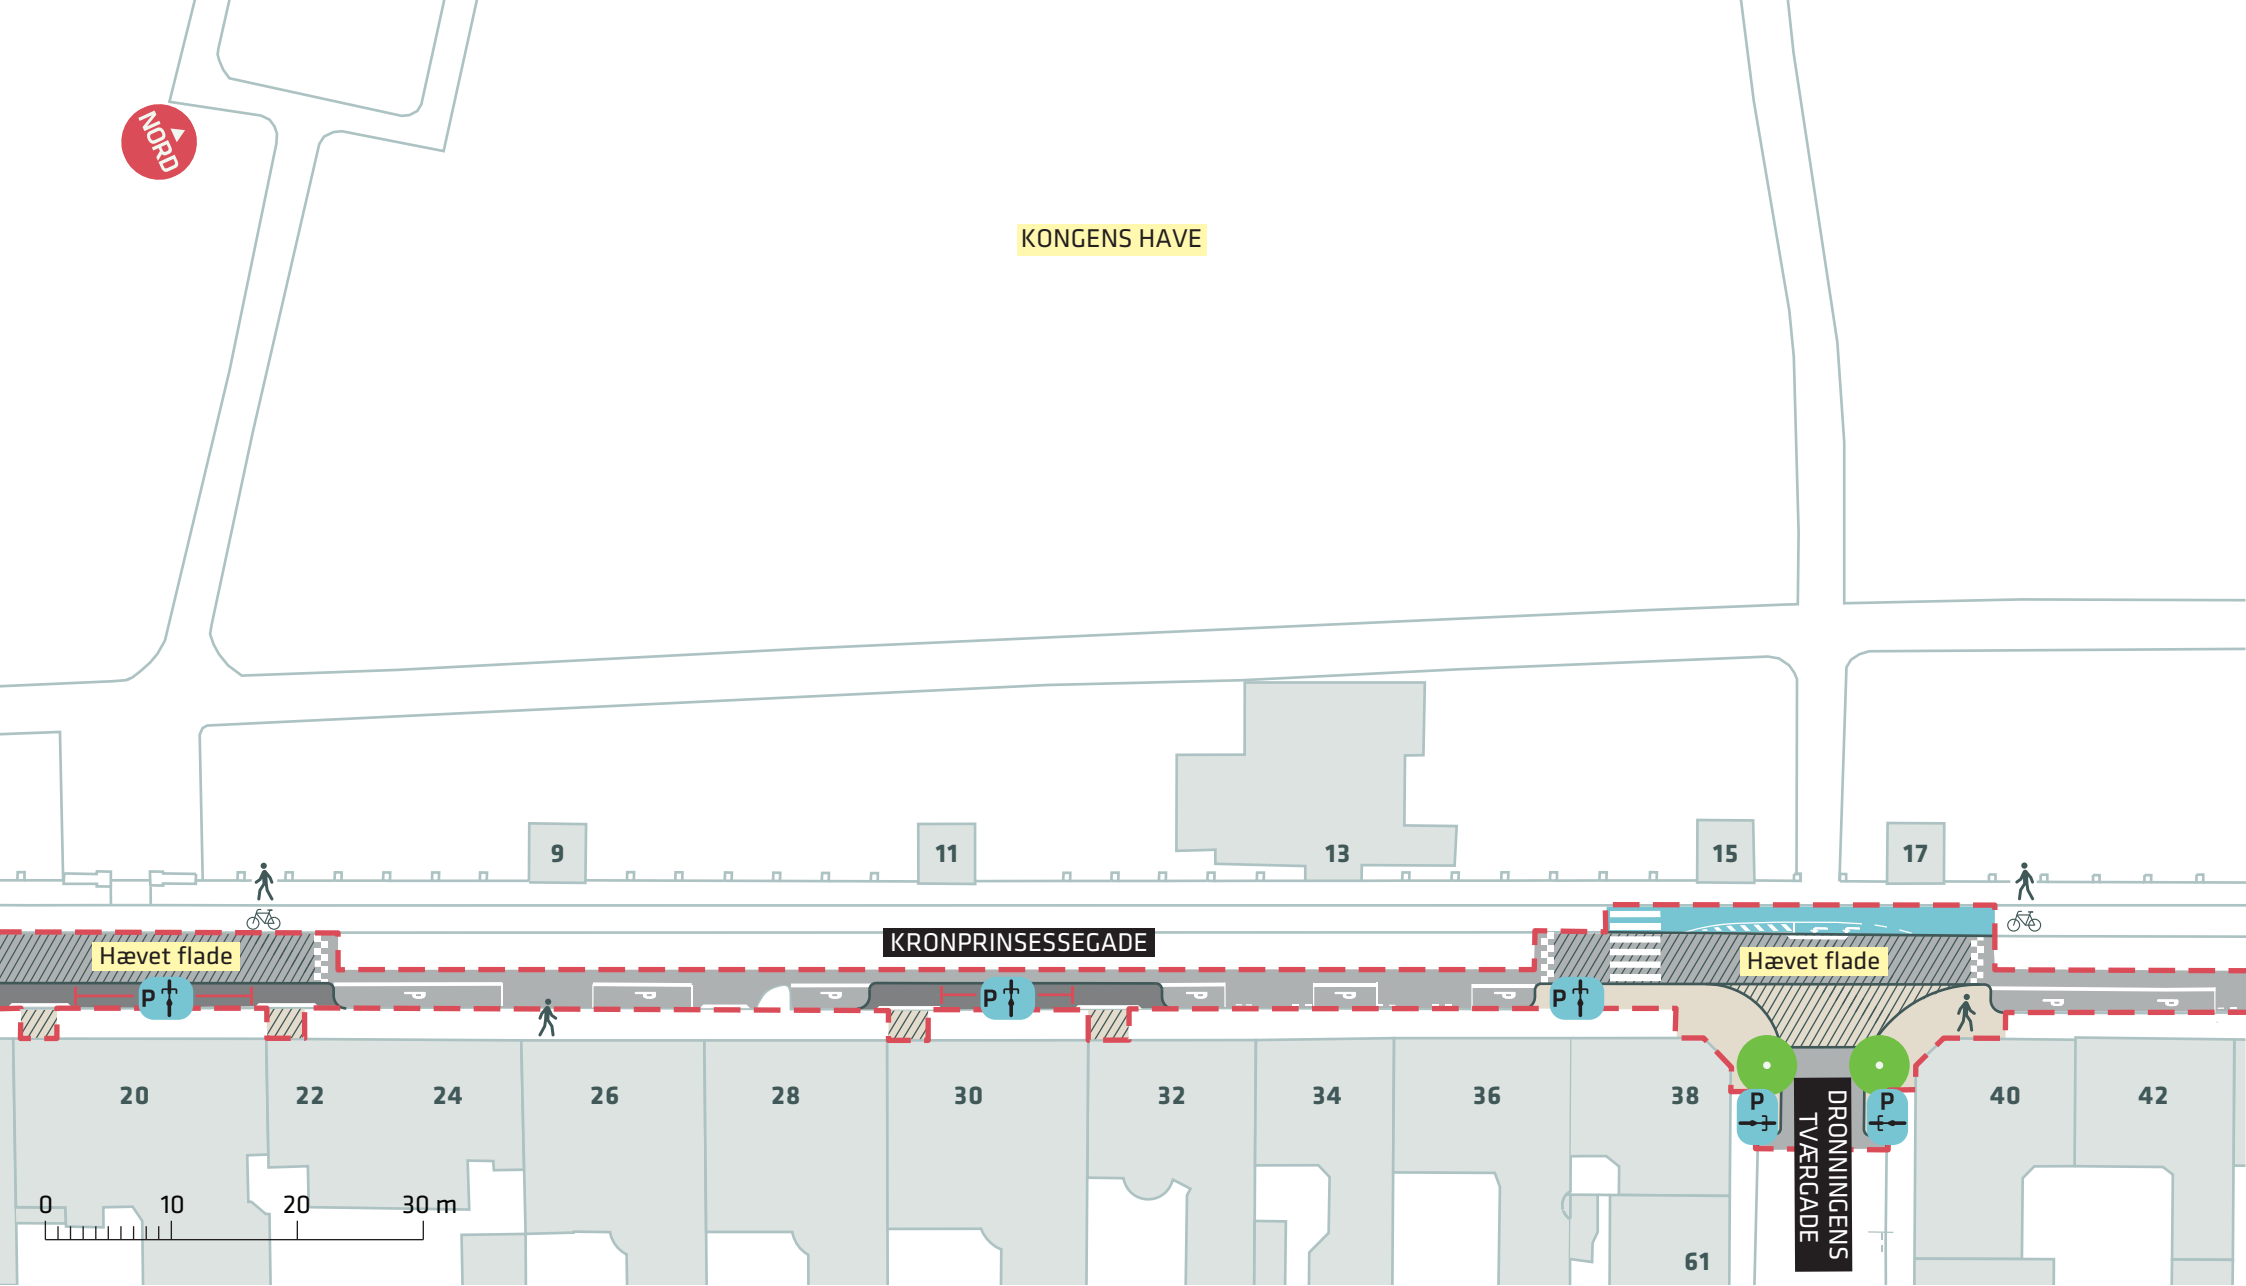 NORD
KONGENS HAVE
9
11
13
15
17
KRONPRINSESSEGADE
Hævet flade
Hævet flade
P
P
P
P
P
P
P
P
P
P
P
P
20
22
24
26
28
30
32
34
36
38
40
42
P
P
DRONNINGENS
TVÆRGADE
0 10 20 30 m
61